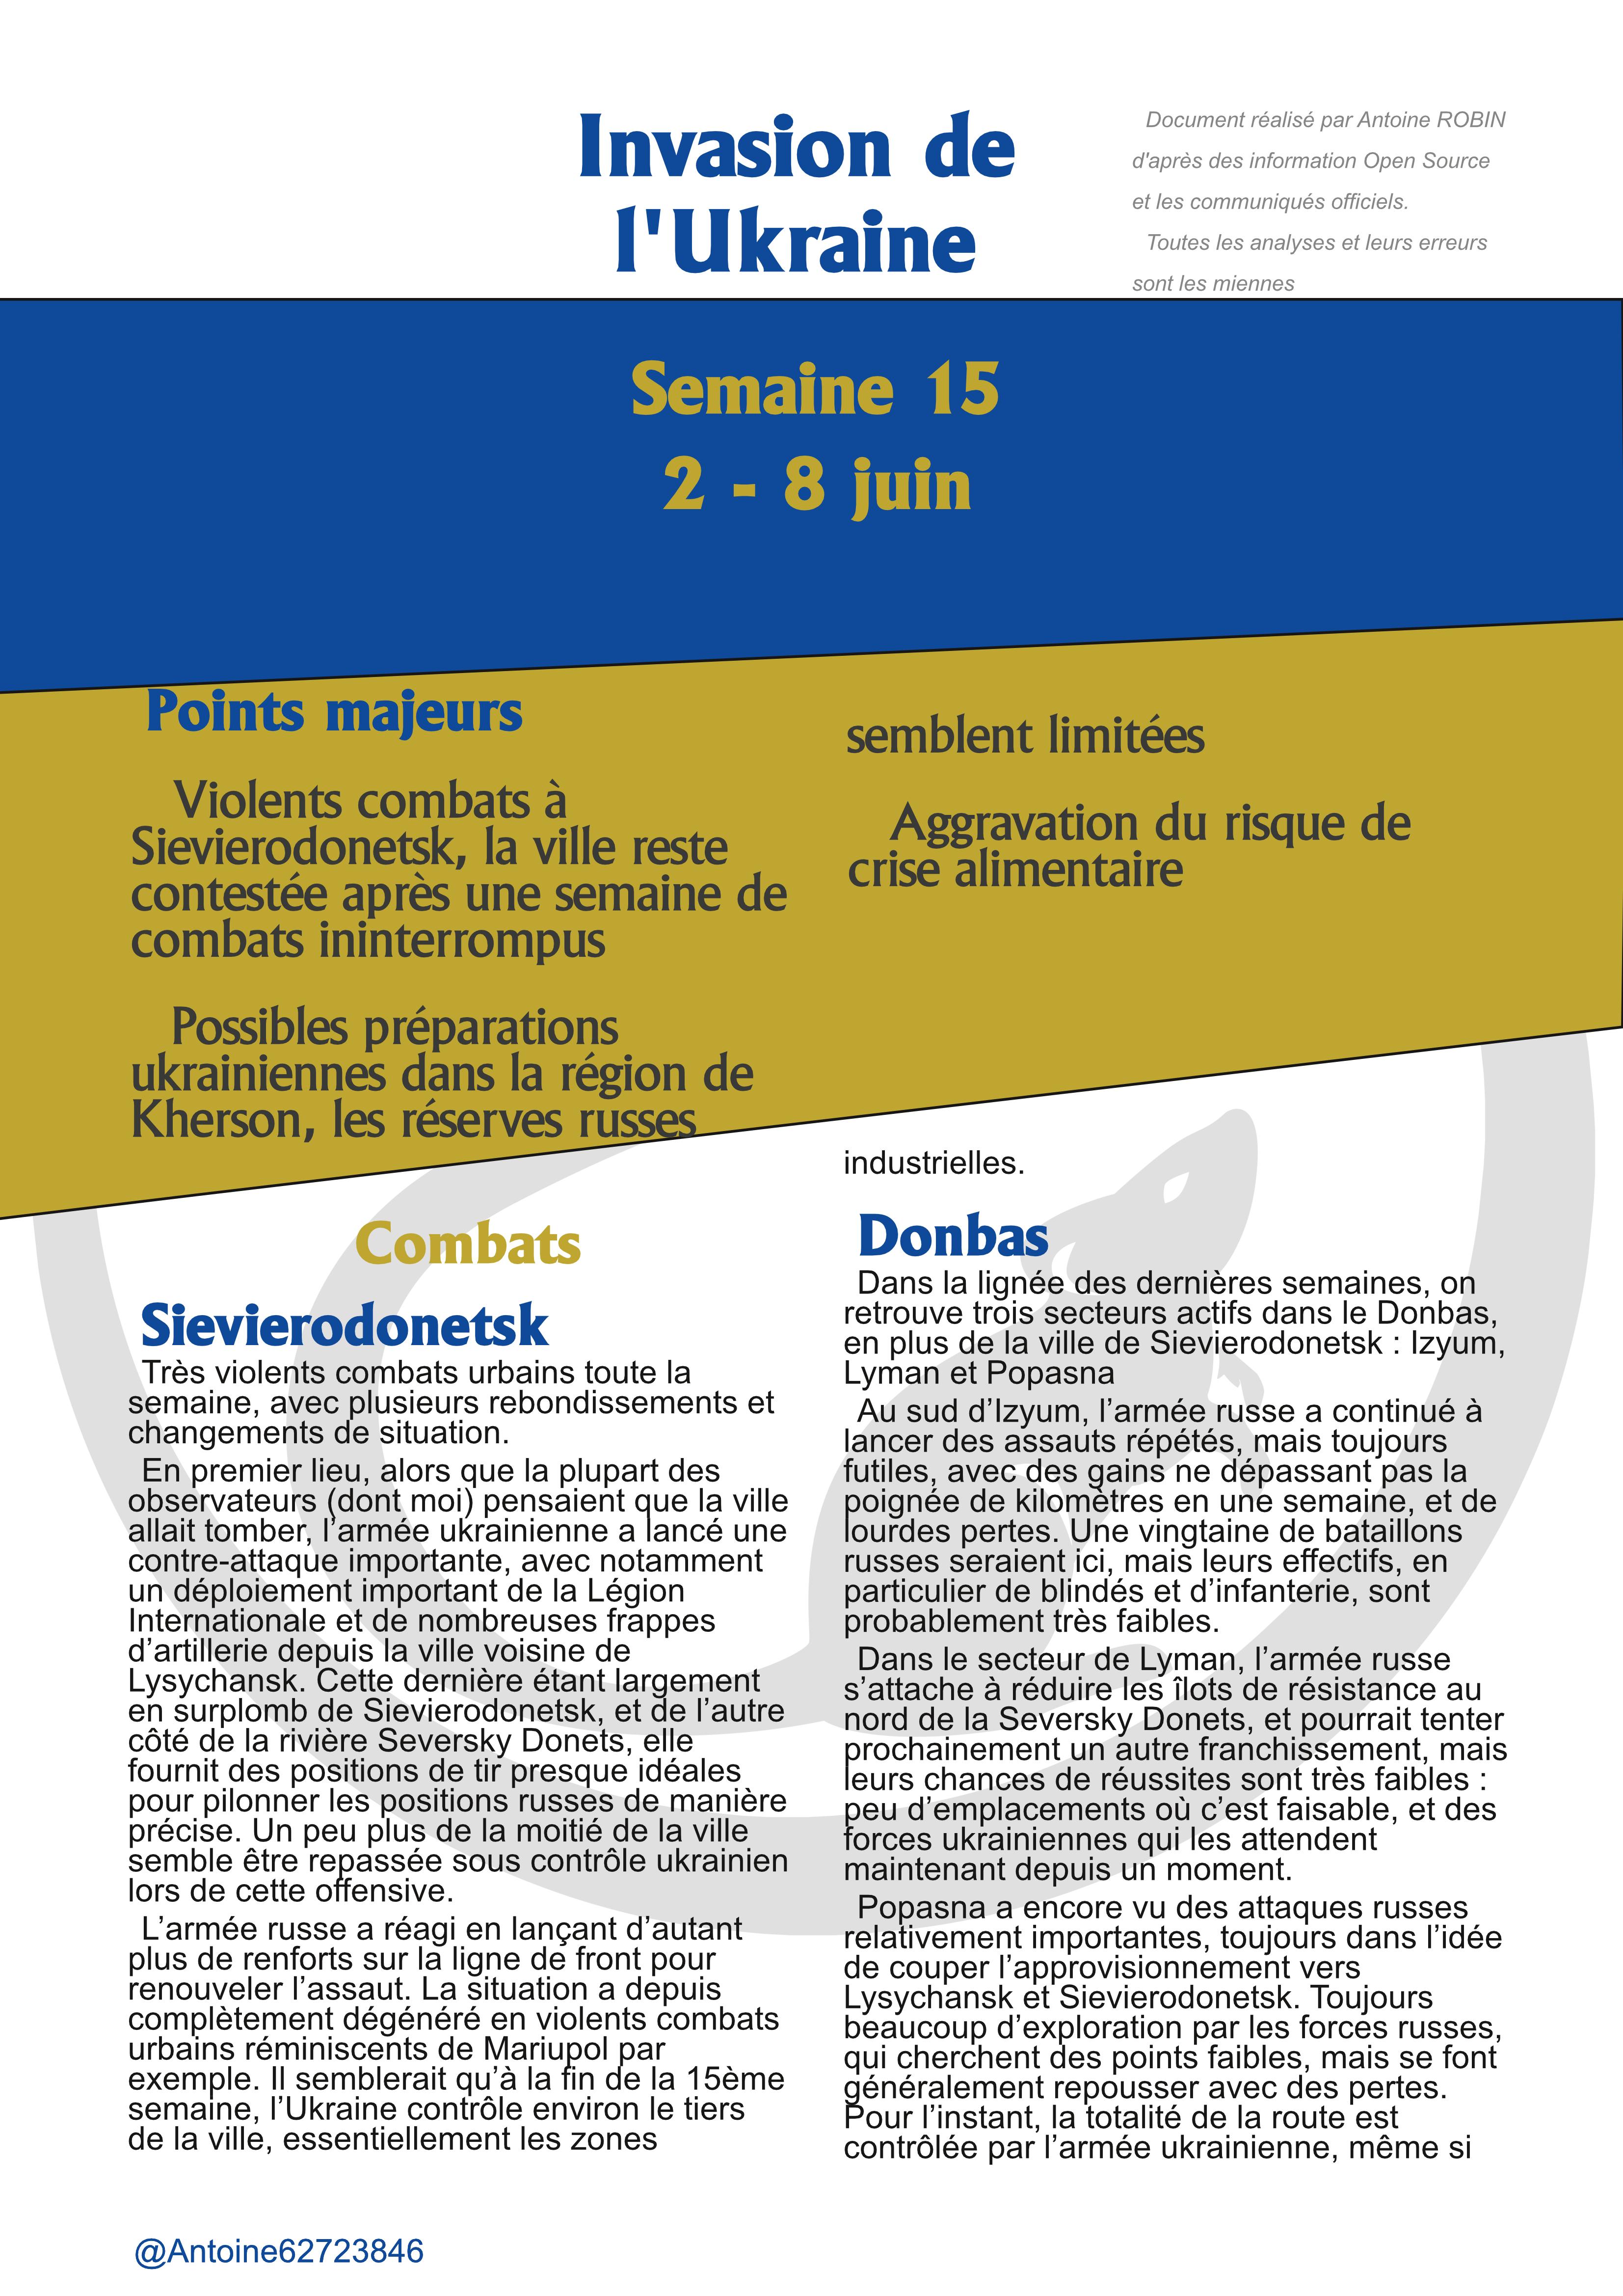 Invasion de
l'Ukraine
Document réalisé par Antoine ROBIN
d'après des information Open Source
et les communiqués officiels.
Toutes les analyses et leurs erreurs
sont les miennes
Semaine 15
2 - 8 juin
Points majeurs
Violents combats à
Sievierodonetsk, la ville reste
contestée après une semaine de
combats ininterrompus
Possibles préparations
ukrainiennes dans la région de
Kherson, les réserves russes
semblent limitées
Aggravation du risque de
crise alimentaire
Combats
Sievierodonetsk
Très violents combats urbains toute la
semaine, avec plusieurs rebondissements et
changements de situation.
En premier lieu, alors que la plupart des
observateurs (dont moi) pensaient que la ville
allait tomber, l’armée ukrainienne a lancé une
contre-attaque importante, avec notamment
un déploiement important de la Légion
Internationale et de nombreuses frappes
d’artillerie depuis la ville voisine de
Lysychansk. Cette dernière étant largement
en surplomb de Sievierodonetsk, et de l’autre
côté de la rivière Seversky Donets, elle
fournit des positions de tir presque idéales
pour pilonner les positions russes de manière
précise. Un peu plus de la moitié de la ville
semble être repassée sous contrôle ukrainien
lors de cette offensive.
L’armée russe a réagi en lançant d’autant
plus de renforts sur la ligne de front pour
renouveler l’assaut. La situation a depuis
complètement dégénéré en violents combats
urbains réminiscents de Mariupol par
exemple. Il semblerait qu’à la fin de la 15ème
semaine, l’Ukraine contrôle environ le tiers
de la ville, essentiellement les zones
industrielles.
Donbas
Dans la lignée des dernières semaines, on
retrouve trois secteurs actifs dans le Donbas,
en plus de la ville de Sievierodonetsk : Izyum,
Lyman et Popasna
Au sud d’Izyum, l’armée russe a continué à
lancer des assauts répétés, mais toujours
futiles, avec des gains ne dépassant pas la
poignée de kilomètres en une semaine, et de
lourdes pertes. Une vingtaine de bataillons
russes seraient ici, mais leurs effectifs, en
particulier de blindés et d’infanterie, sont
probablement très faibles.
Dans le secteur de Lyman, l’armée russe
s’attache à réduire les îlots de résistance au
nord de la Seversky Donets, et pourrait tenter
prochainement un autre franchissement, mais
leurs chances de réussites sont très faibles :
peu d’emplacements où c’est faisable, et des
forces ukrainiennes qui les attendent
maintenant depuis un moment.
Popasna a encore vu des attaques russes
relativement importantes, toujours dans l’idée
de couper l’approvisionnement vers
Lysychansk et Sievierodonetsk. Toujours
beaucoup d’exploration par les forces russes,
qui cherchent des points faibles, mais se font
généralement repousser avec des pertes.
Pour l’instant, la totalité de la route est
contrôlée par l’armée ukrainienne, même si
@Antoine62723846